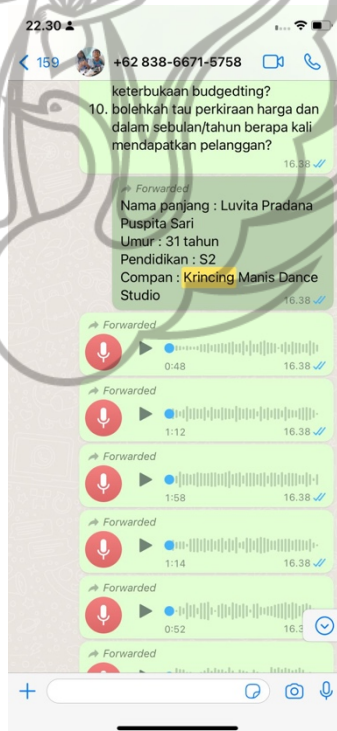 22.30
159
+62 838-6671-5758
keterbukaan budgedting?
10. bolehkah tau perkiraan harga dan
dalam sebulan/tahun berapa kali
mendapatkan pelanggan?
16.38
Forwarded
Nama panjang : Luvita Pradana
Puspita Sari
Umur : 31 tahun
Pendidikan : S2
Compan : Krincing Manis Dance
Studio
16.38
Forwarded
0:48
16.38
Forwarded
1:12
16.38
Forwarded
1:58
16.38
Forwarded
1:14
16.38
Forwarded
0:52
16.3
Forwarded